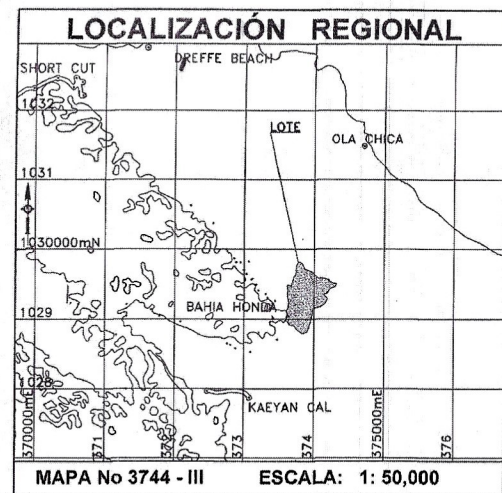 LOCALIZACIÓN REGIONAL
DREFFE BEACH
SHORT CUT
1032
LOTE
OLA CHICA
1031
1030000mN
BAHIA HONDA
1029
1028
KAEYAN CAL
370000mE
371
372
373
374
375000mE
376
MAPA No 3744 - III
ESCALA: 1: 50,000